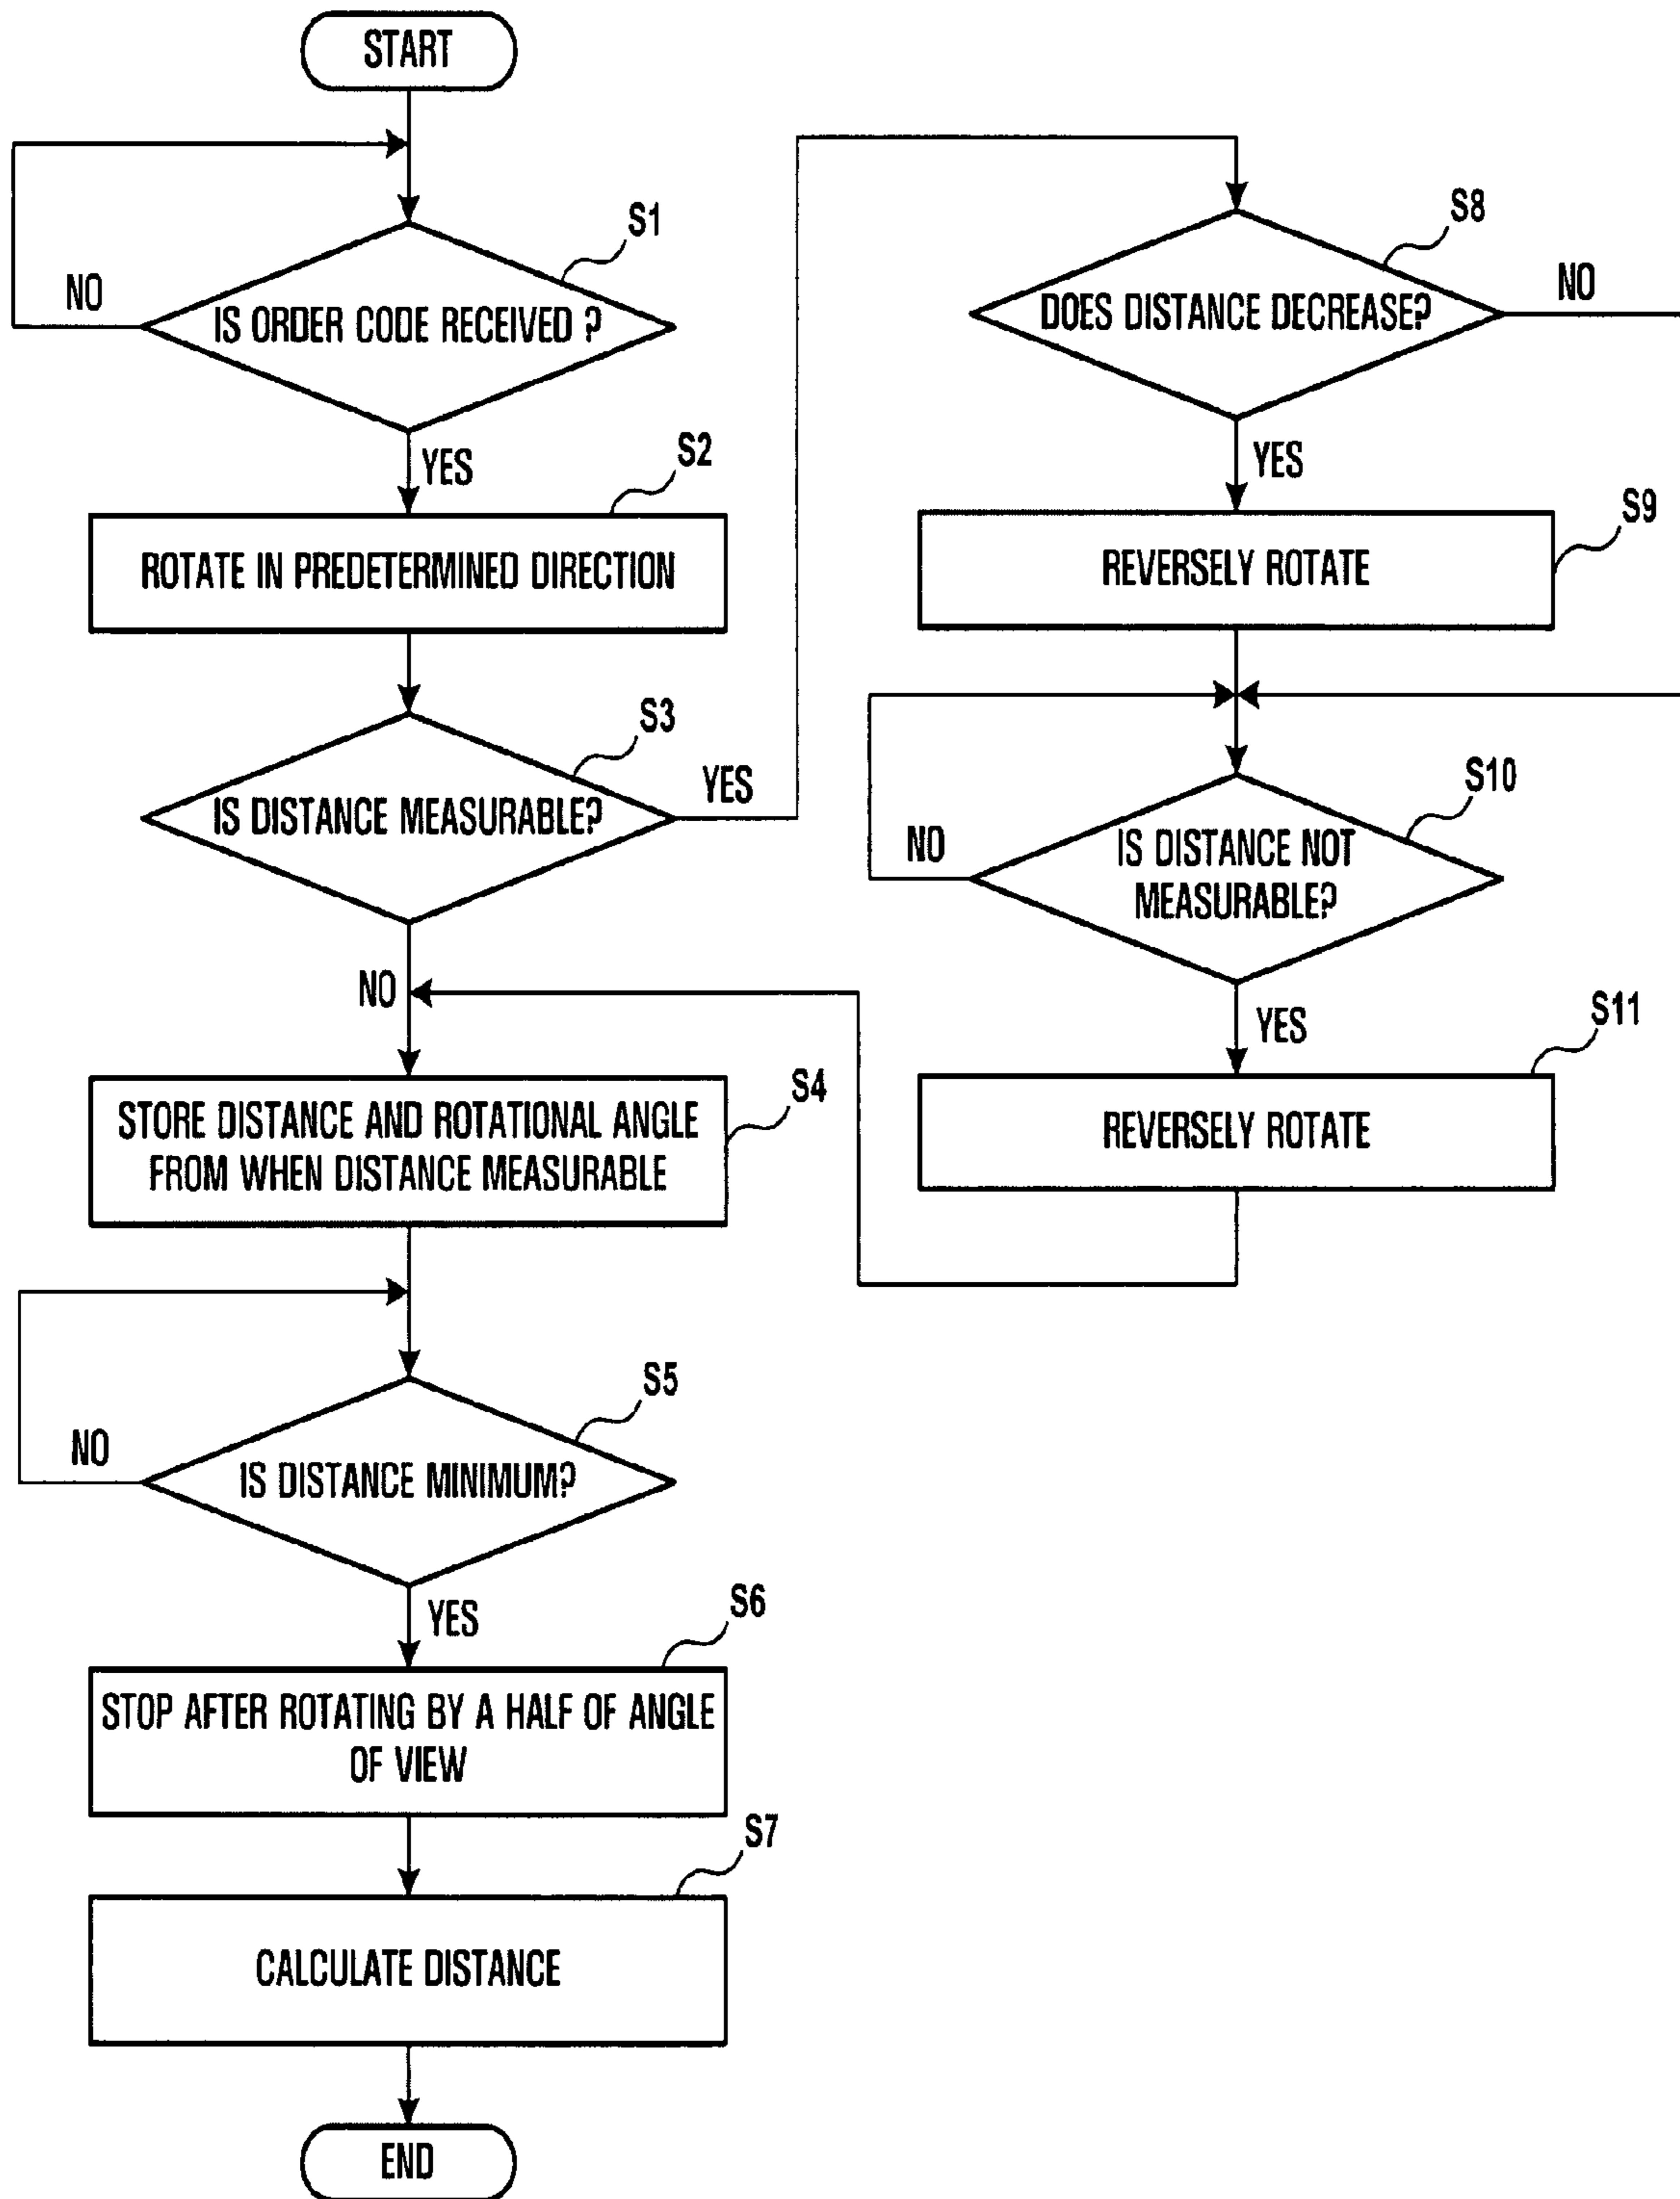 START
S1
NO
IS ORDER CODE RECEIVED ?
YES
S2
ROTATE IN PREDETERMINED DIRECTION
S3
IS DISTANCE MEASURABLE?
YES
NO
S4
STORE DISTANCE AND ROTATIONAL ANGLE
FROM WHEN DISTANCE MEASURABLE
S5
NO
IS DISTANCE MINIMUM?
YES
S6
STOP AFTER ROTATING BY A HALF OF ANGLE
OF VIEW
S7
CALCULATE DISTANCE
END
S8
DOES DISTANCE DECREASE?
NO
YES
S9
REVERSELY ROTATE
S10
NO
IS DISTANCE NOT
MEASURABLE?
YES
S11
REVERSELY ROTATE